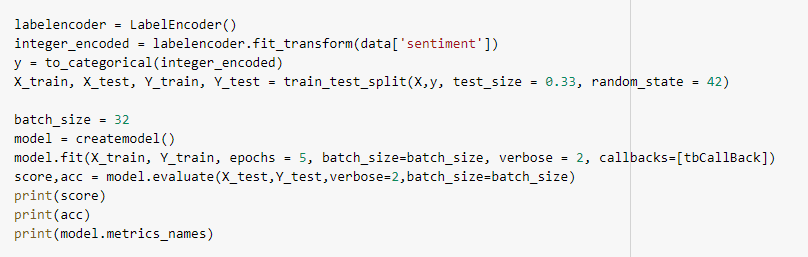 labelencoder = LabelEncoder()
integer_encoded = labelencoder.fit_transform(data['sentiment'])
y = to_categorical(integer_encoded)
X_train, X_test, Y_train, Y_test = train_test_split(X,y, test_size = 0.33, random_state = 42)
batch_size = 32
model = createmodel()
model.fit(X_train, Y_train, epochs = 5, batch_size=batch_size, verbose = 2, callbacks=[tbCallBack])
score,acc = model.evaluate(X_test,Y_test,verbose=2,batch_size=batch_size)
print(score)
print(acc)
print(model.metrics_names)